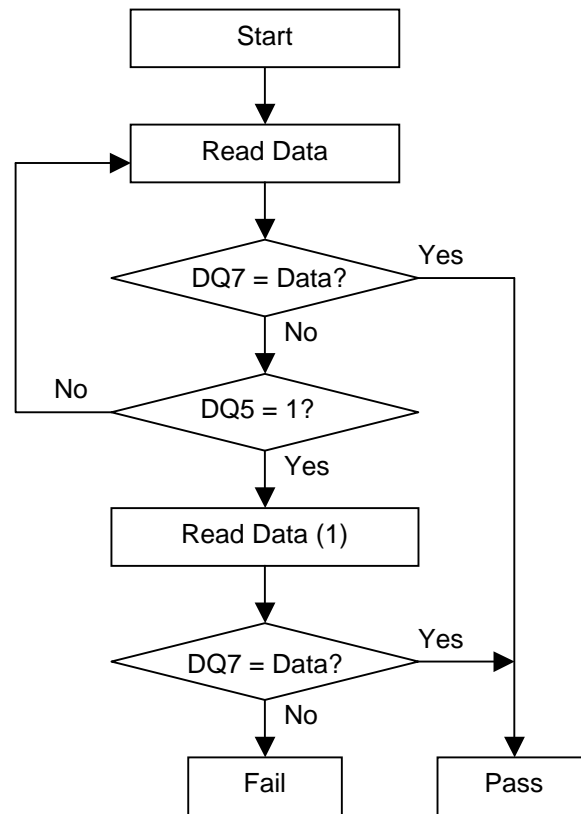 Start
Read Data
DQ7 = Data?
Yes
No
DQ5 = 1?
No
Yes
Read Data (1)
DQ7 = Data?
Yes
No
Fail
Pass